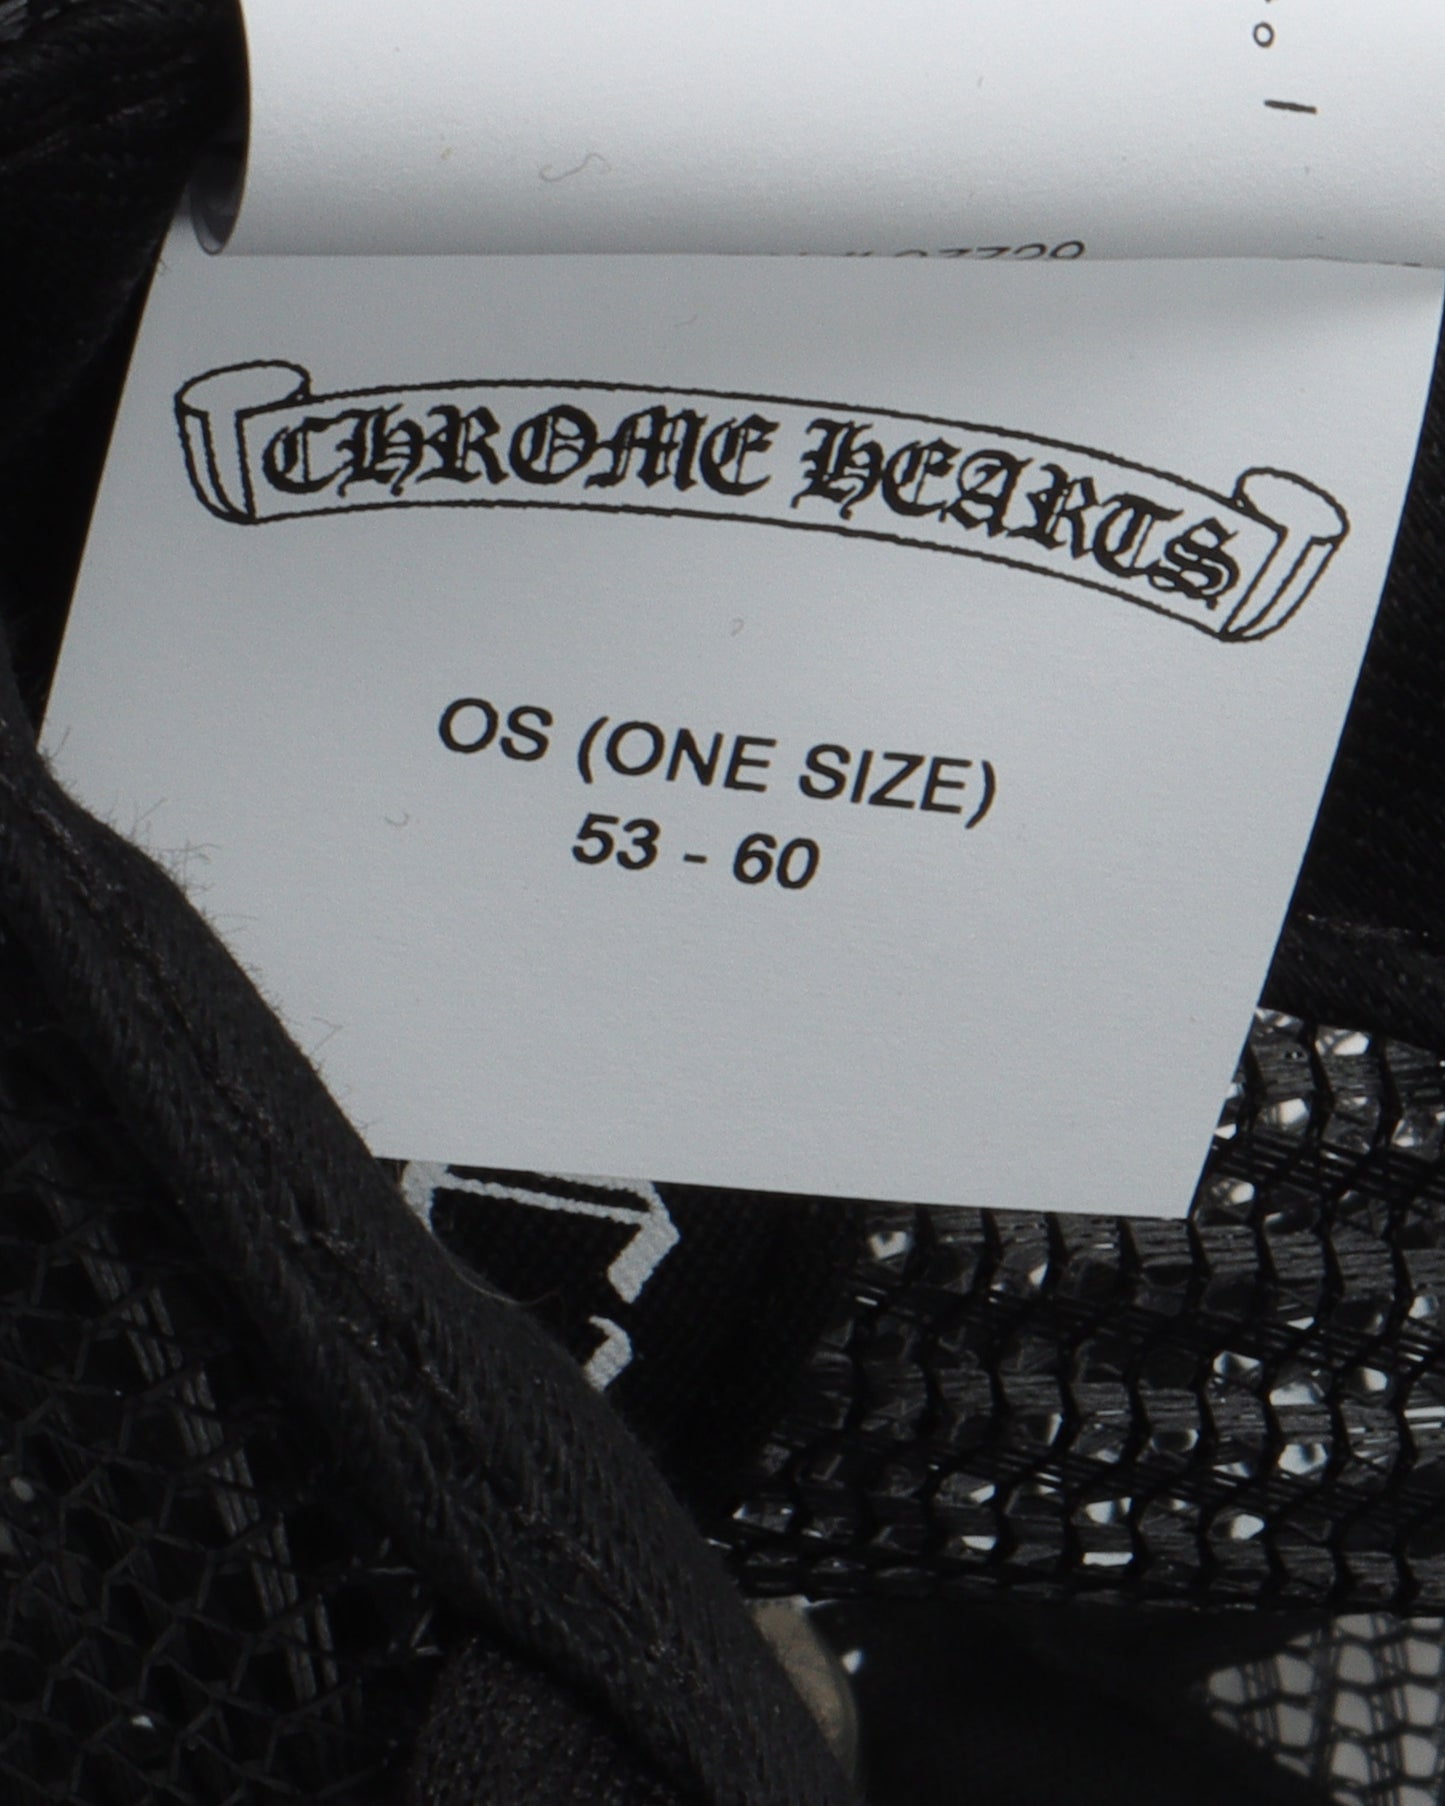 CHROME HEARTS
OS (ONE SIZE)
53 - 60